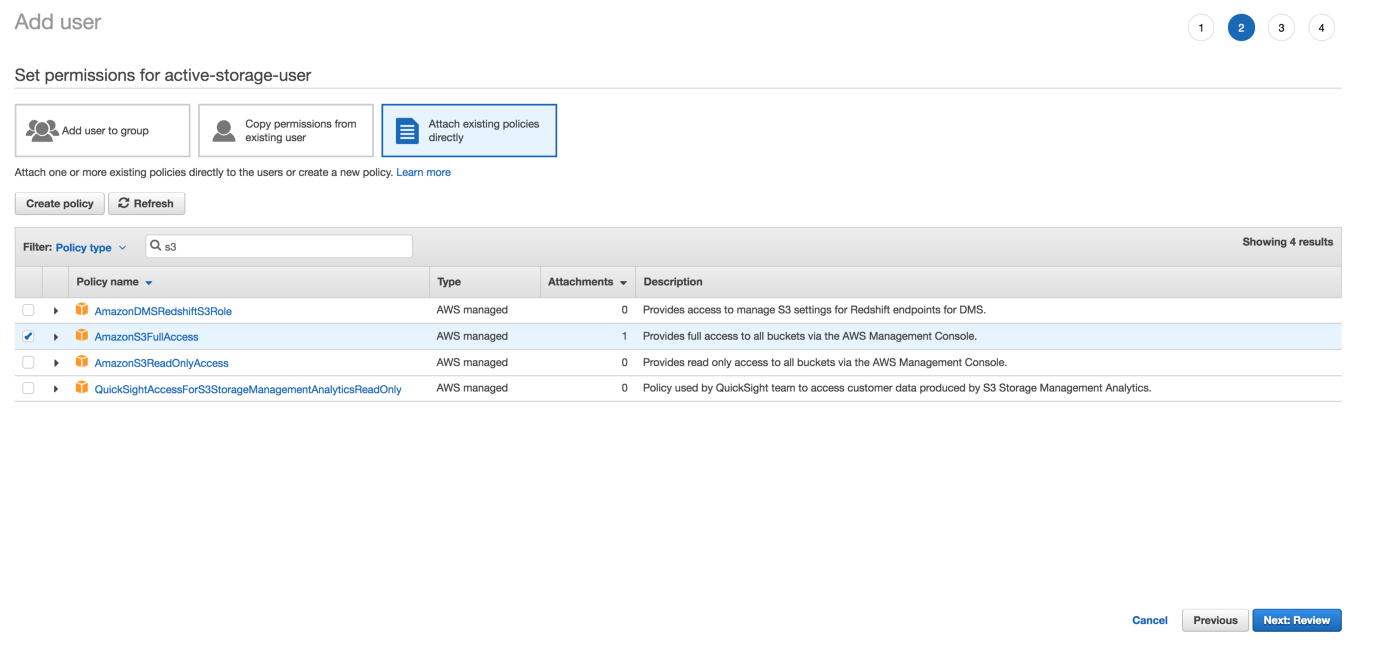 Add user
1 2 3 4
Set permissions for active-storage-user
Add user to group
Copy permissions from
existing user
Attach existing policies
directly
Attach one or more existing policies directly to the users or create a new policy. Learn more
Create policy Refresh
Filter: Policy type s3 Showing 4 results
Policy name Type Attachments Description
AmazonDMSRedshiftS3Role AWS managed 0 Provides access to manage S3 settings for Redshift endpoints for DMS.
AmazonS3FullAccess AWS managed 1 Provides full access to all buckets via the AWS Management Console.
AmazonS3ReadOnlyAccess AWS managed 0 Provides read only access to all buckets via the AWS Management Console.
QuickSightAccessForS3StorageManagementAnalyticsReadOnly AWS managed 0 Policy used by QuickSight team to access customer data produced by S3 Storage Management Analytics.
Cancel Previous Next: Review